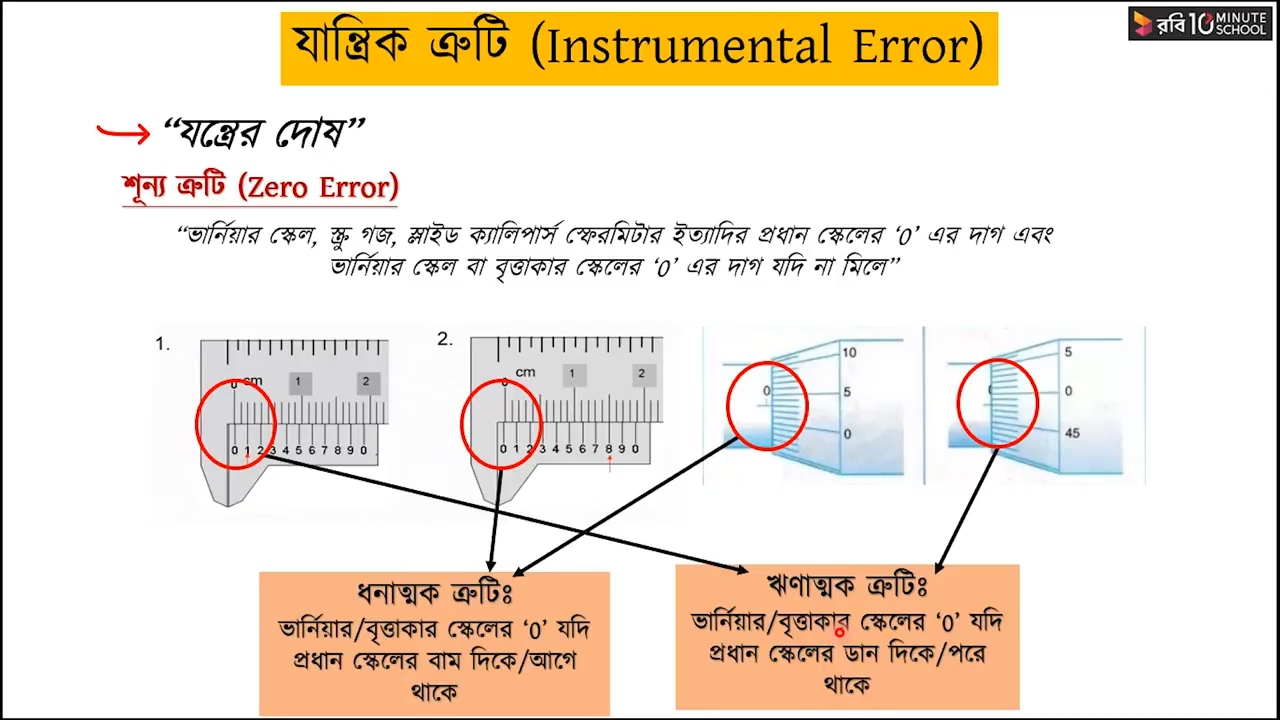 যান্ত্রিক ত্রুটি (Instrumental Error)
রবি 10 MINUTE SCHOOL
“যন্ত্রের দোষ”
শূন্য ত্রুটি (Zero Error)
“ভার্নিয়ার স্কেল, স্ক্রু গজ, স্লাইড ক্যালিপার্স স্ফেরমিটার ইত্যাদির প্রধান স্কেলের ‘0’ এর দাগ এবং
ভার্নিয়ার স্কেল বা বৃত্তাকার স্কেলের ‘0’ এর দাগ যদি না মিলে”
1.
0 cm 1 2
0 1 2 3 4 5 6 7 8 9 0
2.
0 cm 1 2
0 1 2 3 4 5 6 7 8 9 0
10
0 5
0
5
0 0
45
ধনাত্মক ত্রুটিঃ
ভার্নিয়ার/বৃত্তাকার স্কেলের ‘0’ যদি
প্রধান স্কেলের বাম দিকে/আগে
থাকে
ঋণাত্মক ত্রুটিঃ
ভার্নিয়ার/বৃত্তাকার স্কেলের ‘0’ যদি
প্রধান স্কেলের ডান দিকে/পরে
থাকে